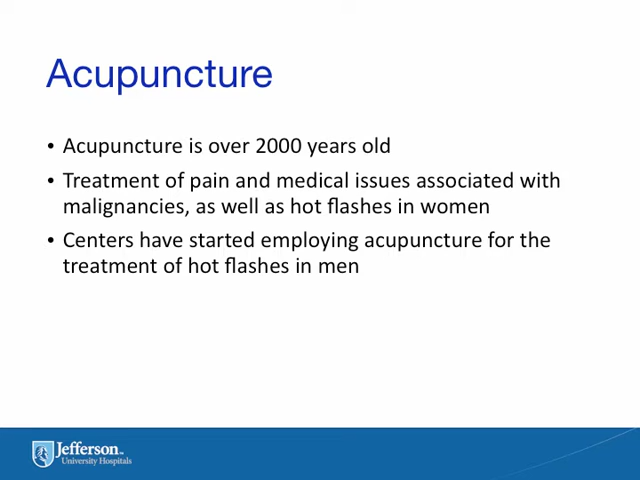 Acupuncture
• Acupuncture is over 2000 years old
• Treatment of pain and medical issues associated with
malignancies, as well as hot flashes in women
• Centers have started employing acupuncture for the
treatment of hot flashes in men
Jefferson™
University Hospitals